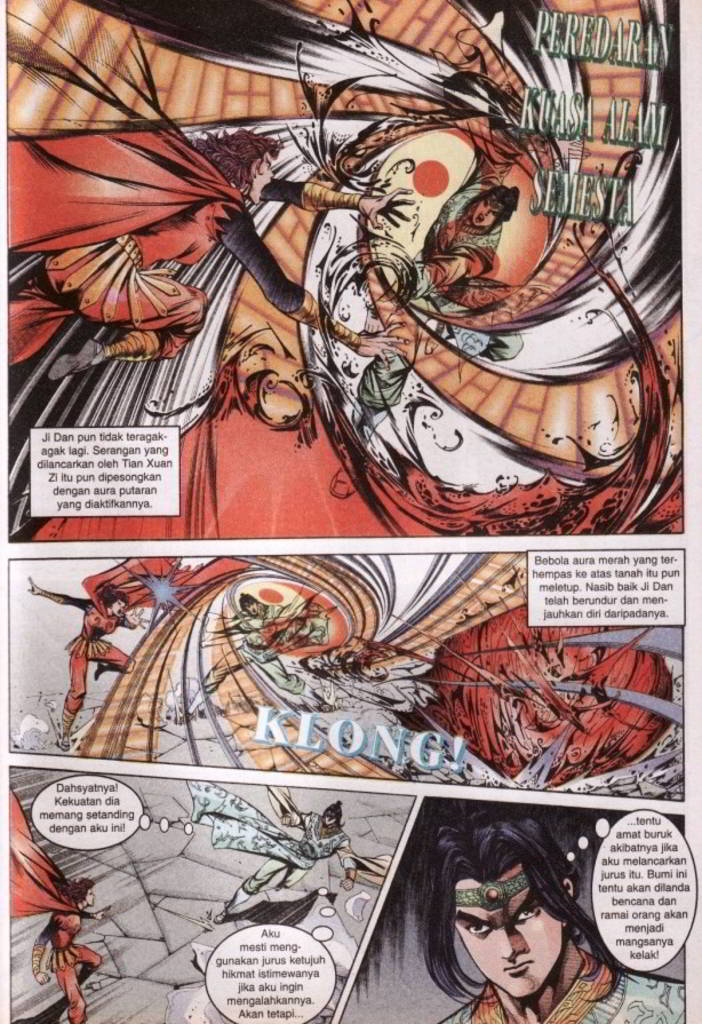 PEREDARAN
KUASA ALAM
SEMESTA
Ji Dan pun tidak teragak-
agak lagi. Serangan yang
dilancarkan oleh Tian Xuan
Zi itu pun dipesongkan
dengan aura putaran
yang diaktifkannya.
Bebola aura merah yang ter-
hempas ke atas tanah itu pun
meletup. Nasib baik Ji Dan
telah berundur dan men-
jauhkan diri daripadanya.
KLONG!
Dahsyatnya!
Kekuatan dia
memang setanding
dengan aku ini!
Aku
mesti meng-
gunakan jurus ketujuh
hikmat istimewanya
jika aku ingin
mengalahkannya.
Akan tetapi...
...tentu
amat buruk
akibatnya jika
aku melancarkan
jurus itu. Bumi ini
tentu akan dilanda
bencana dan
ramai orang akan
menjadi
mangsanya
kelak!